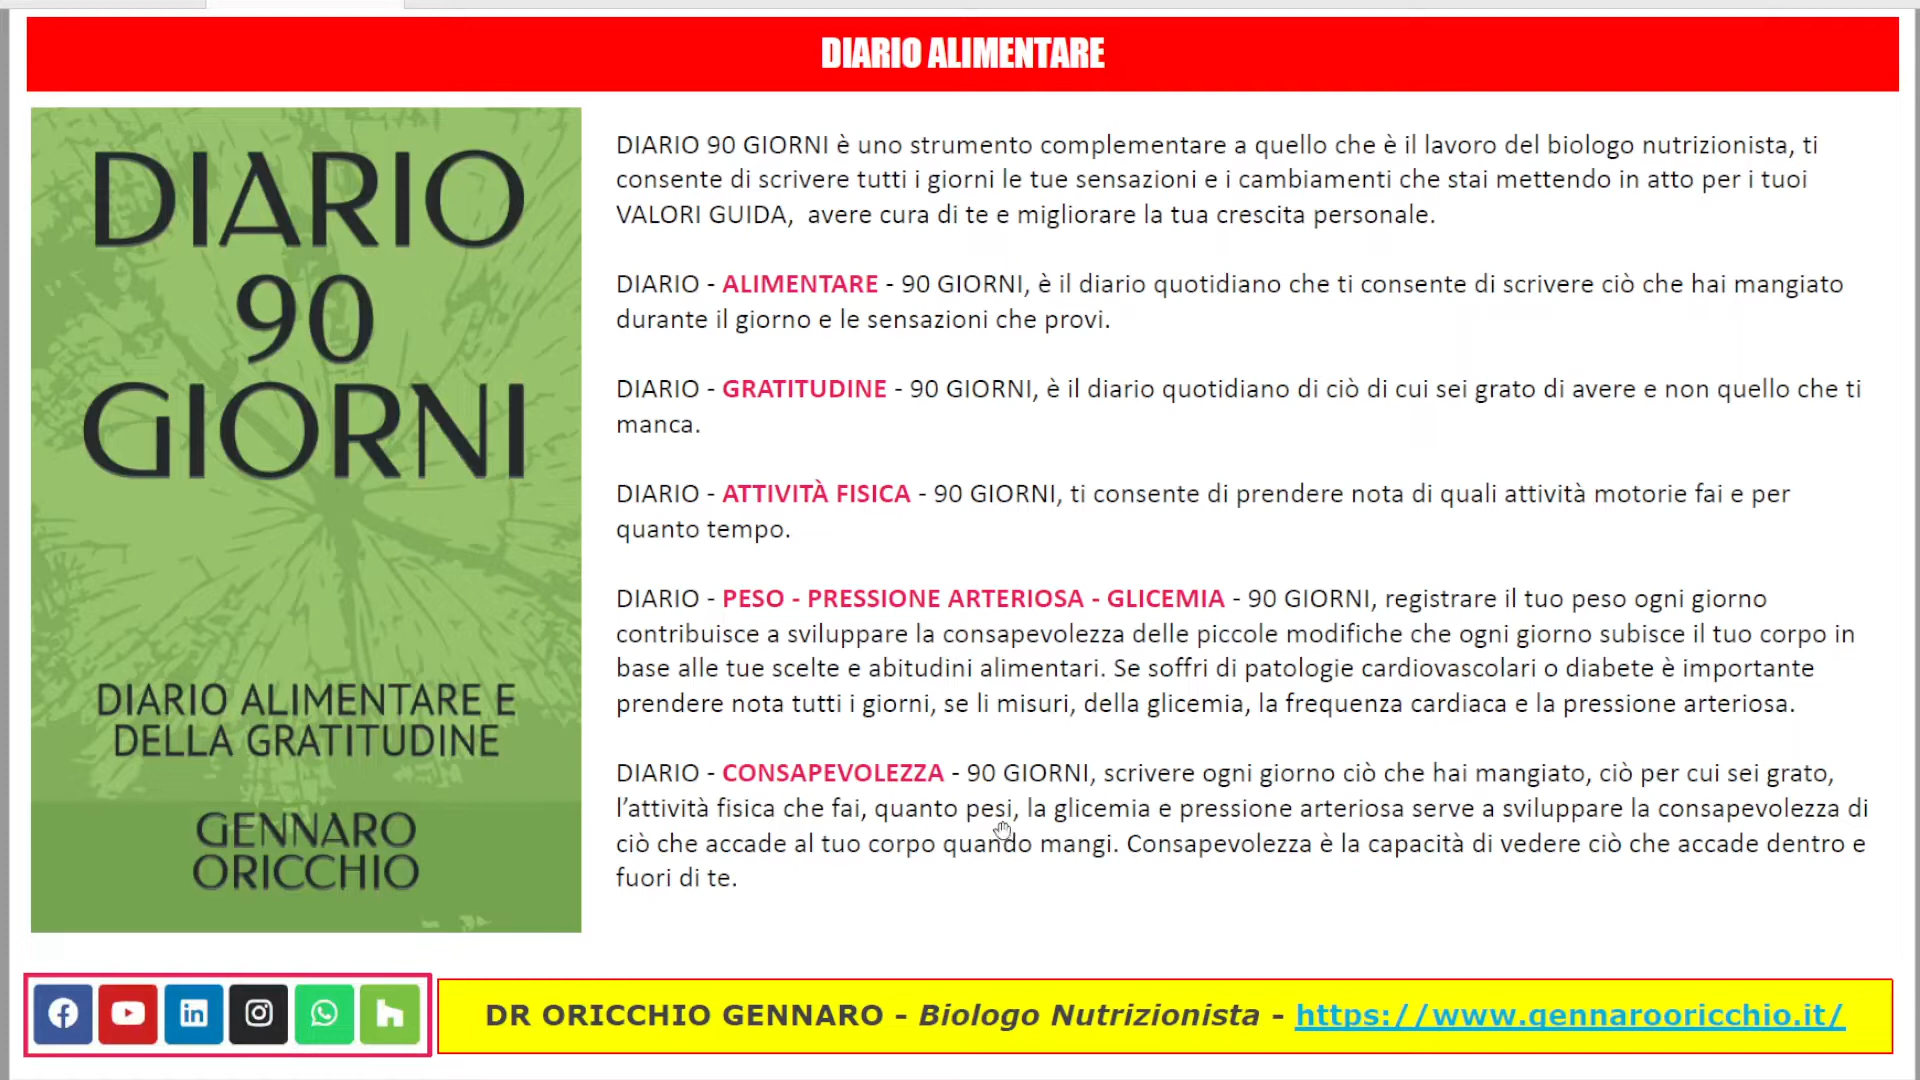 DIARIO ALIMENTARE
DIARIO
90
GIORNI
DIARIO ALIMENTARE E
DELLA GRATITUDINE
GENNARO
ORICCHIO
DIARIO 90 GIORNI è uno strumento complementare a quello che è il lavoro del biologo nutrizionista, ti
consente di scrivere tutti i giorni le tue sensazioni e i cambiamenti che stai mettendo in atto per i tuoi
VALORI GUIDA, avere cura di te e migliorare la tua crescita personale.
DIARIO - ALIMENTARE - 90 GIORNI, è il diario quotidiano che ti consente di scrivere ciò che hai mangiato
durante il giorno e le sensazioni che provi.
DIARIO - GRATITUDINE - 90 GIORNI, è il diario quotidiano di ciò di cui sei grato di avere e non quello che ti
manca.
DIARIO - ATTIVITÀ FISICA - 90 GIORNI, ti consente di prendere nota di quali attività motorie fai e per
quanto tempo.
DIARIO - PESO - PRESSIONE ARTERIOSA - GLICEMIA - 90 GIORNI, registrare il tuo peso ogni giorno
contribuisce a sviluppare la consapevolezza delle piccole modifiche che ogni giorno subisce il tuo corpo in
base alle tue scelte e abitudini alimentari. Se soffri di patologie cardiovascolari o diabete è importante
prendere nota tutti i giorni, se li misuri, della glicemia, la frequenza cardiaca e la pressione arteriosa.
DIARIO - CONSAPEVOLEZZA - 90 GIORNI, scrivere ogni giorno ciò che hai mangiato, ciò per cui sei grato,
l’attività fisica che fai, quanto pesi, la glicemia e pressione arteriosa serve a sviluppare la consapevolezza di
ciò che accade al tuo corpo quando mangi. Consapevolezza è la capacità di vedere ciò che accade dentro e
fuori di te.
DR ORICCHIO GENNARO - Biologo Nutrizionista - https://www.gennarooricchio.it/